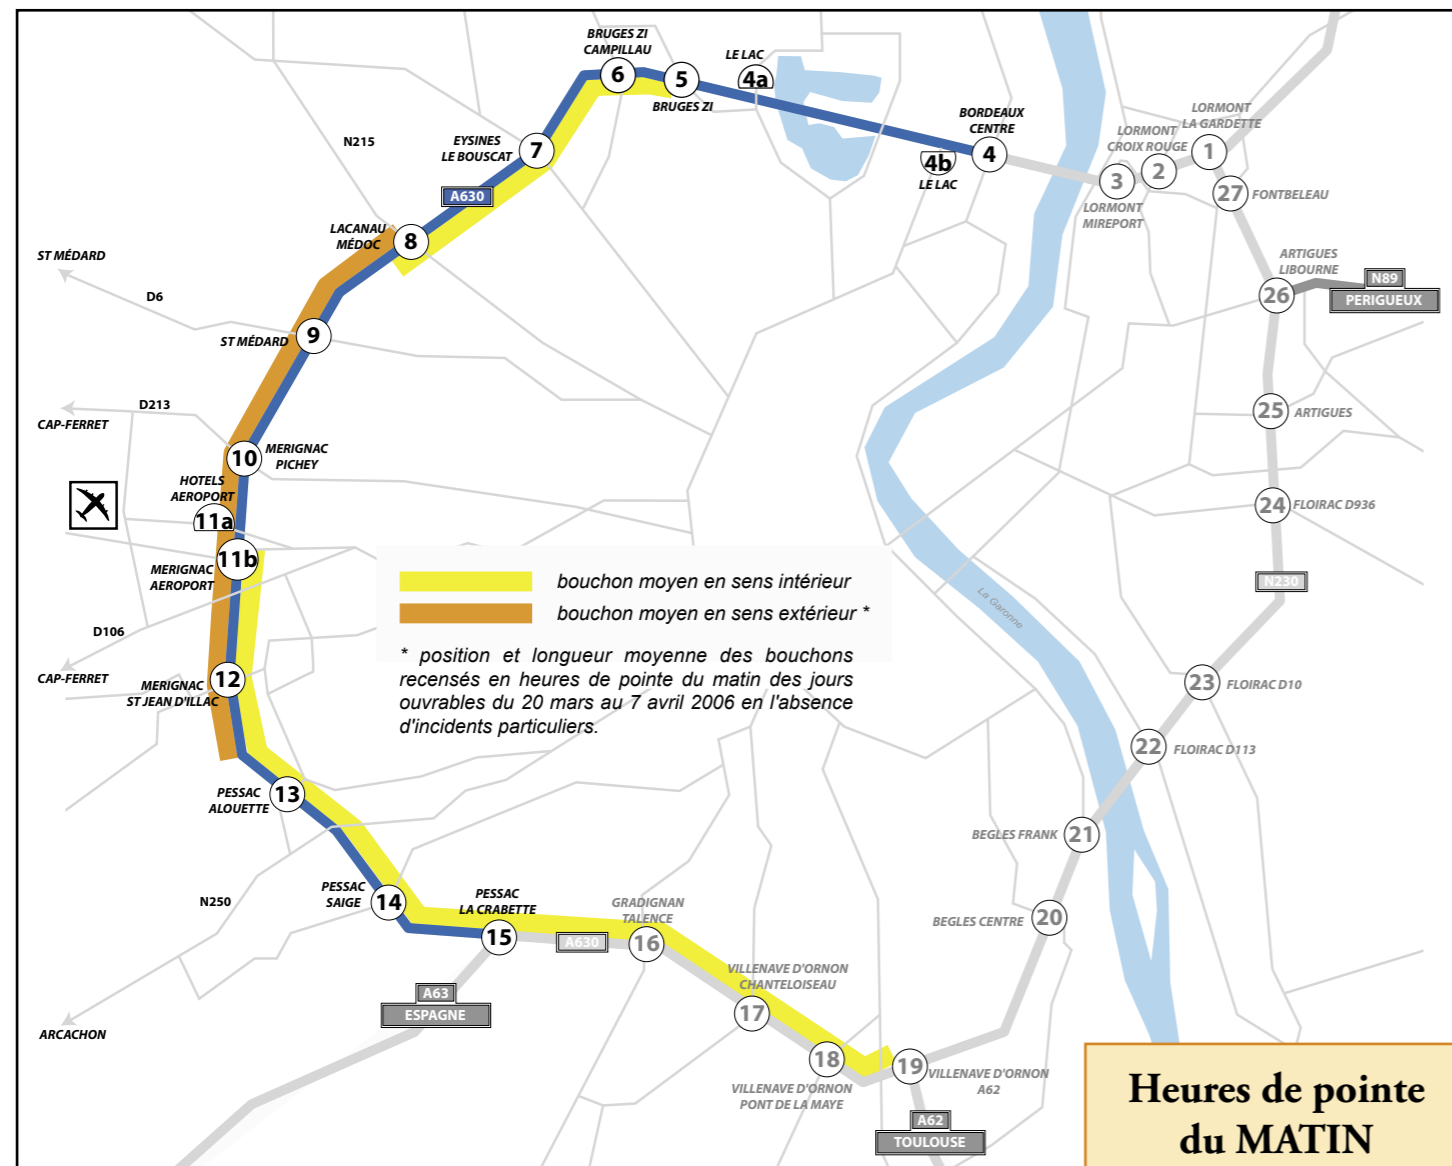 BRUGES ZI
CAMPILLAU
6
5
BRUGES ZI
LE LAC
4a
BORDEAUX
CENTRE
4
4b
LE LAC
LORMONT
LA GARDETTE
1
LORMONT
CROIX ROUGE
2
3
LORMONT
MIREPORT
27
FONTBELEAU
N215
EYSINES
LE BOUSCAT
7
A630
LACANAU
MÉDOC
8
ST MÉDARD
D6
ST MÉDARD
9
ARTIGUES
LIBOURNE
26
N89
PERIGUEUX
D213
CAP-FERRET
10
MERIGNAC
PICHEY
25
ARTIGUES
HOTELS
AEROPORT
11a
11b
MERIGNAC
AEROPORT
24
FLOIRAC D936
N230
La Garonne
bouchon moyen en sens intérieur
bouchon moyen en sens extérieur *
* position et longueur moyenne des bouchons
recensés en heures de pointe du matin des jours
ouvrables du 20 mars au 7 avril 2006 en l'absence
d'incidents particuliers.
D106
CAP-FERRET
12
MERIGNAC
ST JEAN D'ILLAC
23
FLOIRAC D10
22
FLOIRAC D113
PESSAC
ALOUETTE
13
BEGLES FRANK
21
N250
PESSAC
SAIGE
14
PESSAC
LA CRABETTE
15
A630
GRADIGNAN
TALENCE
16
BEGLES CENTRE
20
A63
ESPAGNE
VILLENAVE D'ORNON
CHANTELOISEAU
17
18
VILLENAVE D'ORNON
PONT DE LA MAYE
19
VILLENAVE D'ORNON
A62
ARCACHON
A62
TOULOUSE
Heures de pointe
du MATIN